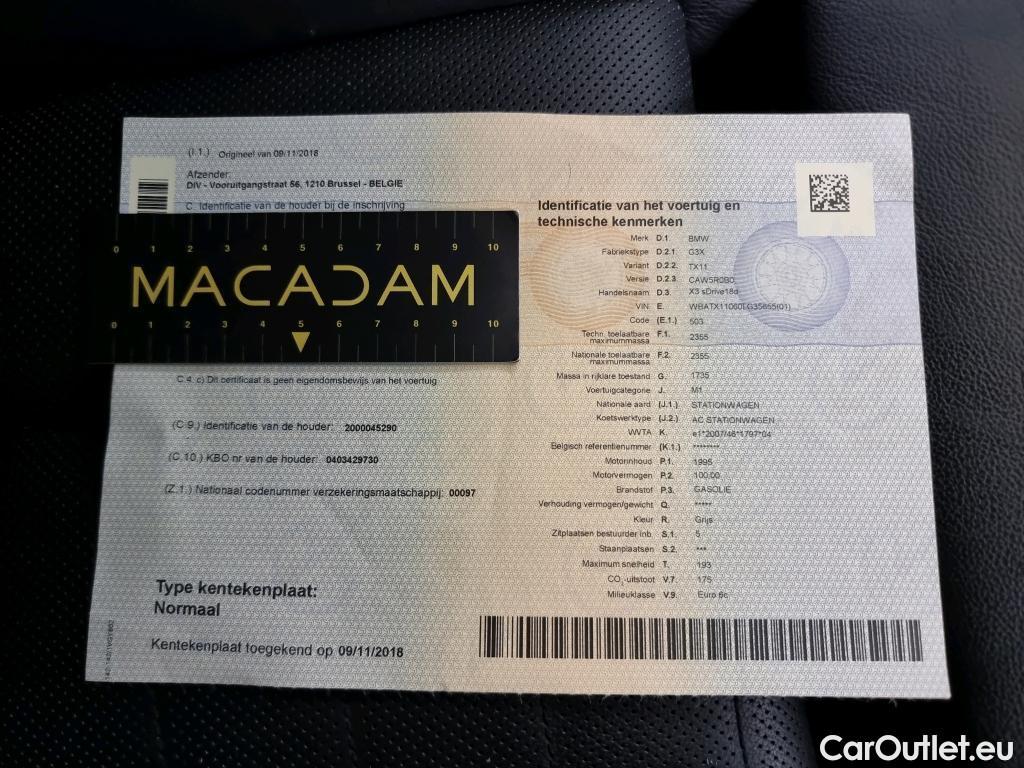 (I.1.) Origineel van 09/11/2018
Afzender:
DIV - Vooruitgangstraat 56, 1210 Brussel - BELGIE
C. Identificatie van de houder bij de inschrijving
0 1 2 3 4 5 6 7 8 9 10
MACADAM
0 1 2 3 4 5 6 7 8 9 10
C.4. c) Dit certificaat is geen eigendomsbewijs van het voertuig
(C.9.) Identificatie van de houder: 2000045290
(C.10.) KBO nr van de houder: 0403429730
(Z.1.) Nationaal codenummer verzekeringsmaatschappij: 00097
Type kentekenplaat:
Normaal
Kentekenplaat toegekend op 09/11/2018
Identificatie van het voertuig en
technische kenmerken
Merk D.1. BMW
Fabriekstype D.2.1 G3X
Variant D.2.2. TX11
Versie D.2.3 CAW5R0B0
Handelsnaam D.3. X3 sDrive18d
VIN E. WBATX11060LG35655(01)
Code (E.1.) 503
Techn. toelaatbare maximummassa F.1. 2355
Nationale toelaatbare maximummassa F.2. 2355
Massa in rijklare toestand G. 1735
Voertuigcategorie J. M1
Nationale aard (J.1.) STATIONWAGEN
Koetswerktype (J.2.) AC STATIONWAGEN
WVTA K. e1*2007/46*1797*04
Belgisch referentienummer (K.1.) ********
Motorinhoud P.1. 1995
Motorvermogen P.2. 100.00
Brandstof P.3. GASOLIE
Verhouding vermogen/gewicht Q. *****
Kleur R. Grijs
Zitplaatsen bestuurder inb. S.1. 5
Staanplaatsen S.2. ***
Maximum snelheid T. 193
CO₂-uitstoot V.7. 175
Milieuklasse V.9. Euro 6c
CarOutlet.eu